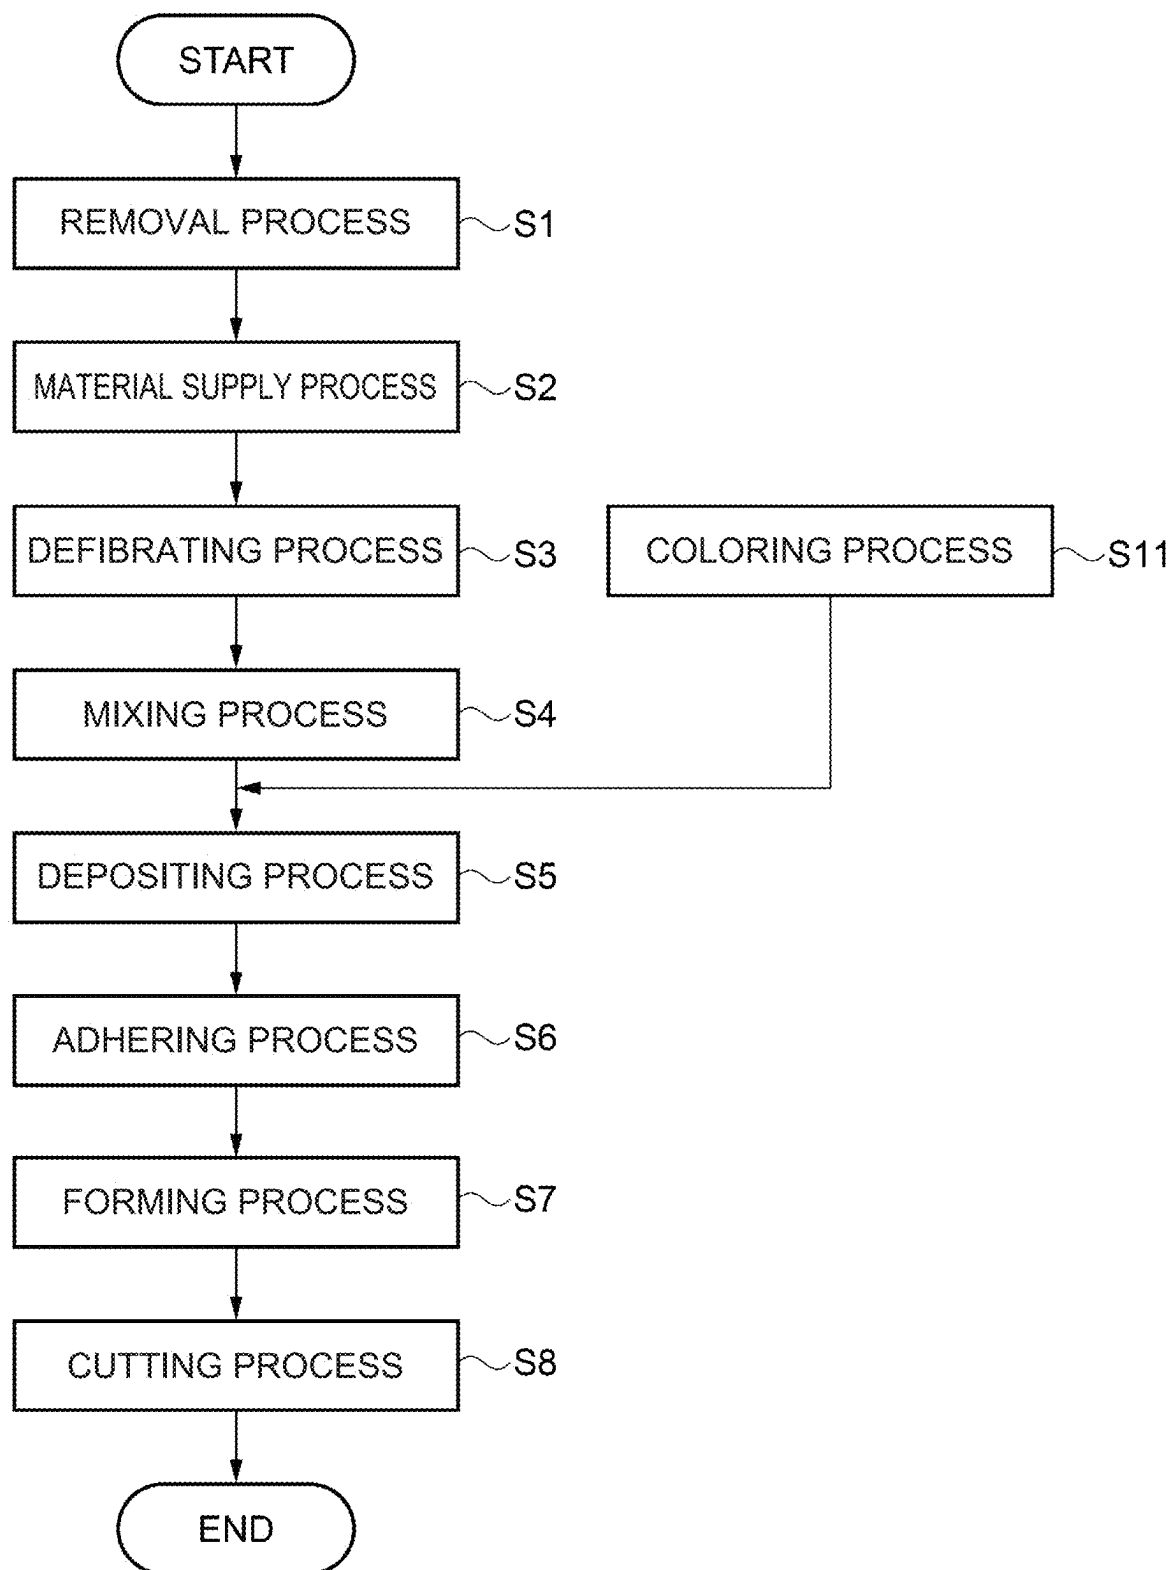 START
REMOVAL PROCESS S1
MATERIAL SUPPLY PROCESS S2
DEFIBRATING PROCESS S3
COLORING PROCESS S11
MIXING PROCESS S4
DEPOSITING PROCESS S5
ADHERING PROCESS S6
FORMING PROCESS S7
CUTTING PROCESS S8
END